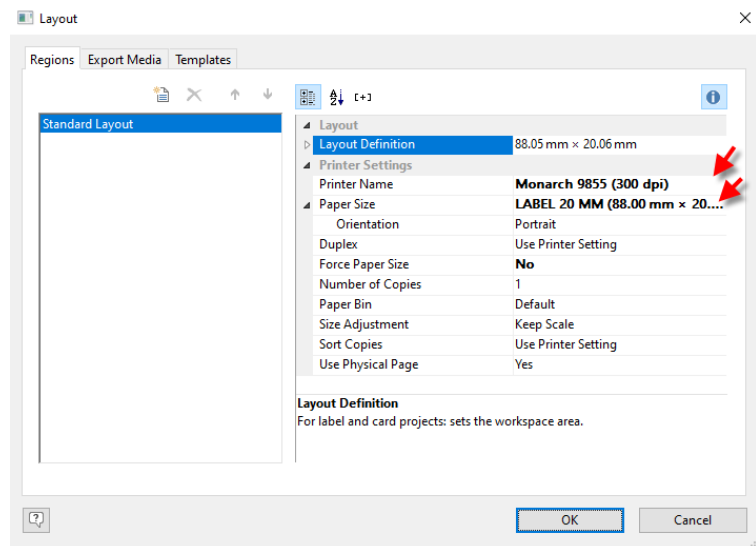 Layout
Regions Export Media Templates
Standard Layout
Layout
Layout Definition 88.05 mm × 20.06 mm
Printer Settings
Printer Name Monarch 9855 (300 dpi)
Paper Size LABEL 20 MM (88.00 mm × 20....
Orientation Portrait
Duplex Use Printer Setting
Force Paper Size No
Number of Copies 1
Paper Bin Default
Size Adjustment Keep Scale
Sort Copies Use Printer Setting
Use Physical Page Yes
Layout Definition
For label and card projects: sets the workspace area.
OK Cancel